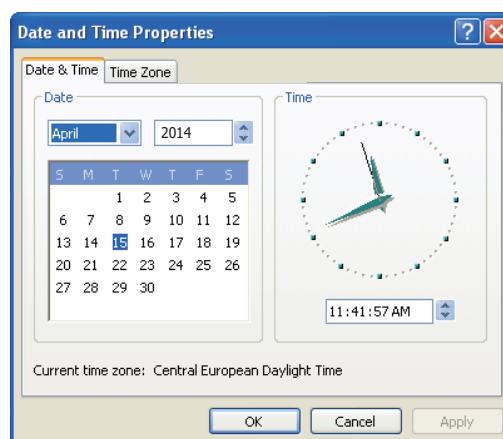 Date and Time Properties
Date & Time Time Zone
Date
Time
April 2014
S M T W T F S
1 2 3 4 5
6 7 8 9 10 11 12
13 14 15 16 17 18 19
20 21 22 23 24 25 26
27 28 29 30
11:41:57 AM
Current time zone: Central European Daylight Time
OK Cancel Apply